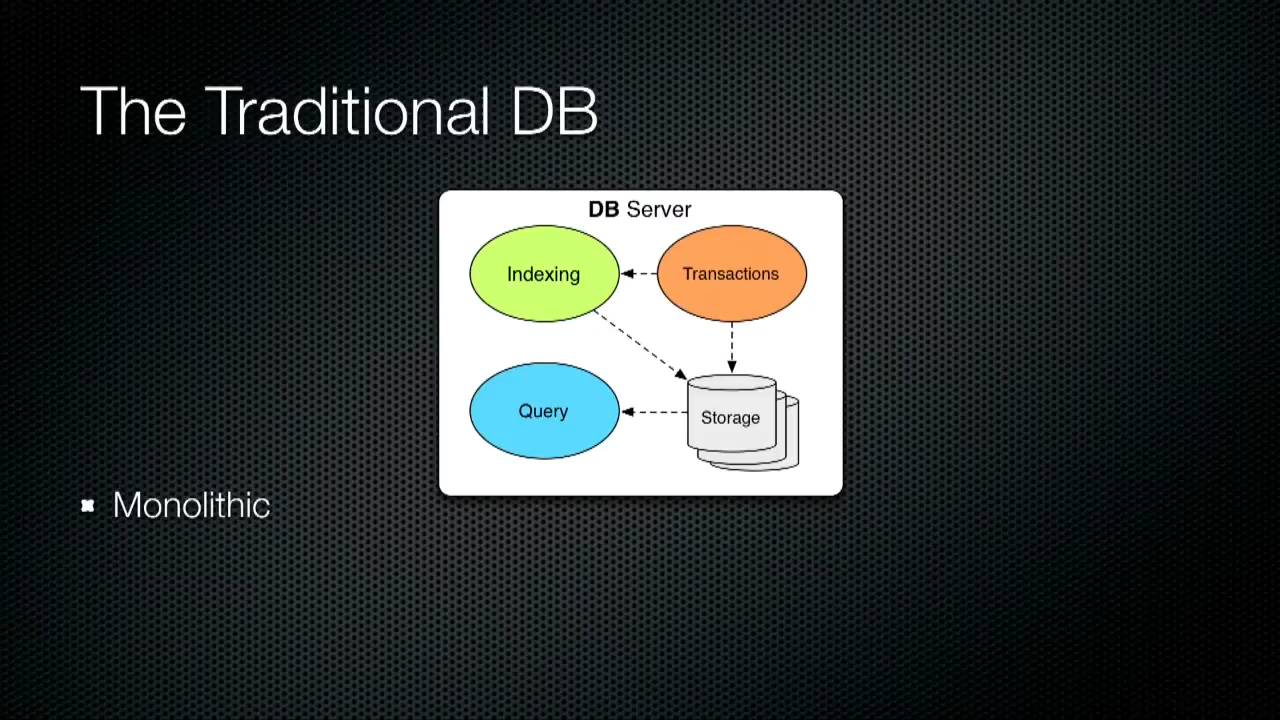 The Traditional DB
DB Server
Indexing
Transactions
Query
Storage
Monolithic